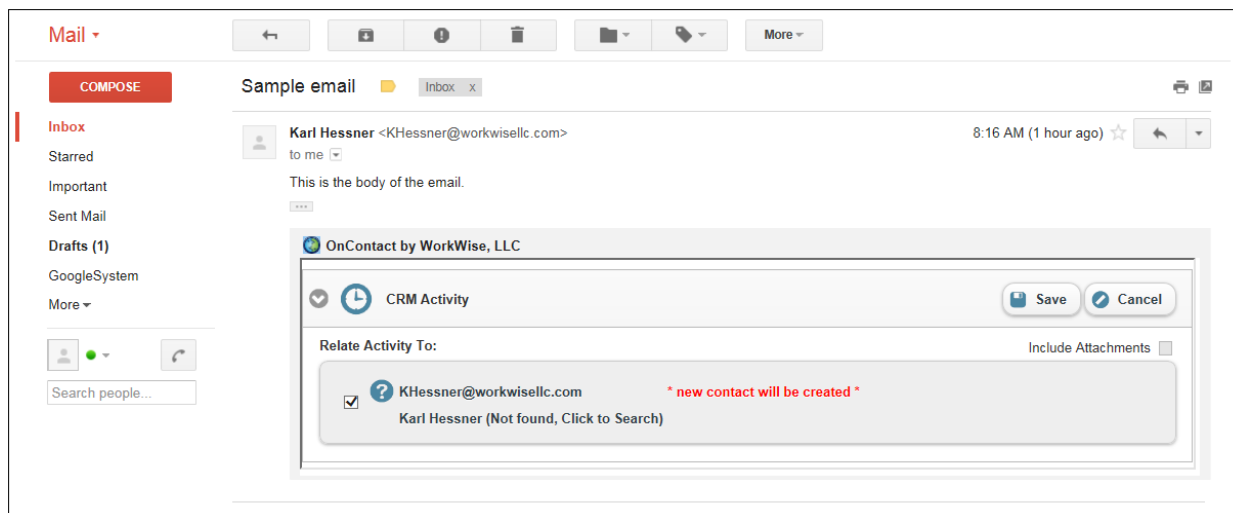 Mail
More
COMPOSE
Sample email
Inbox x
Inbox
Starred
Important
Sent Mail
Drafts (1)
GoogleSystem
More
Search people...
Karl Hessner <KHessner@workwisellc.com>
8:16 AM (1 hour ago)
to me
This is the body of the email.
...
OnContact by WorkWise, LLC
CRM Activity
Save
Cancel
Relate Activity To:
Include Attachments
KHessner@workwisellc.com
* new contact will be created *
Karl Hessner (Not found, Click to Search)